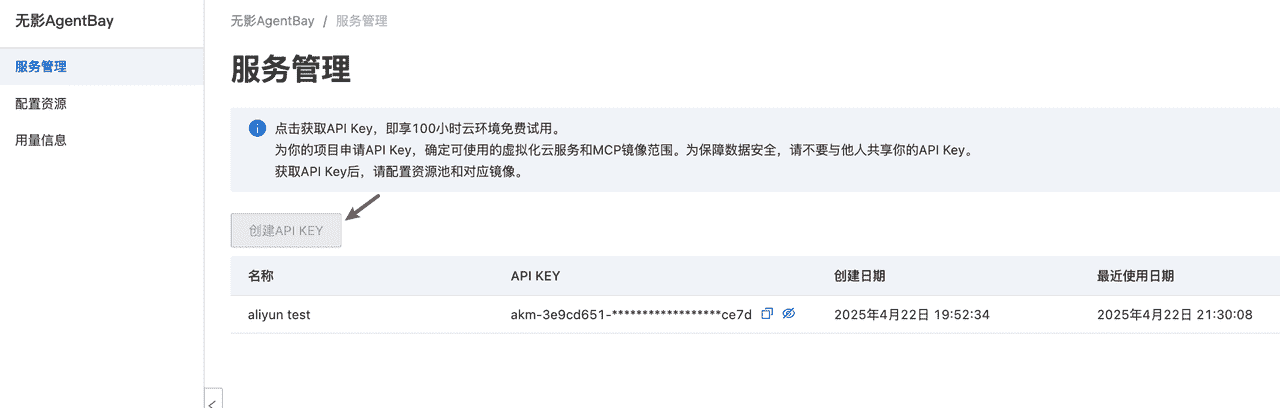 无影AgentBay
服务管理
配置资源
用量信息
无影AgentBay / 服务管理
服务管理
点击获取API Key，即享100小时云环境免费试用。
为你的项目申请API Key，确定可使用的虚拟化云服务和MCP镜像范围。为保障数据安全，请不要与他人共享你的API Key。
获取API Key后，请配置资源池和对应镜像。
创建API KEY
名称 API KEY 创建日期 最近使用日期
aliyun test akm-3e9cd651-******************ce7d 2025年4月22日 19:52:34 2025年4月22日 21:30:08